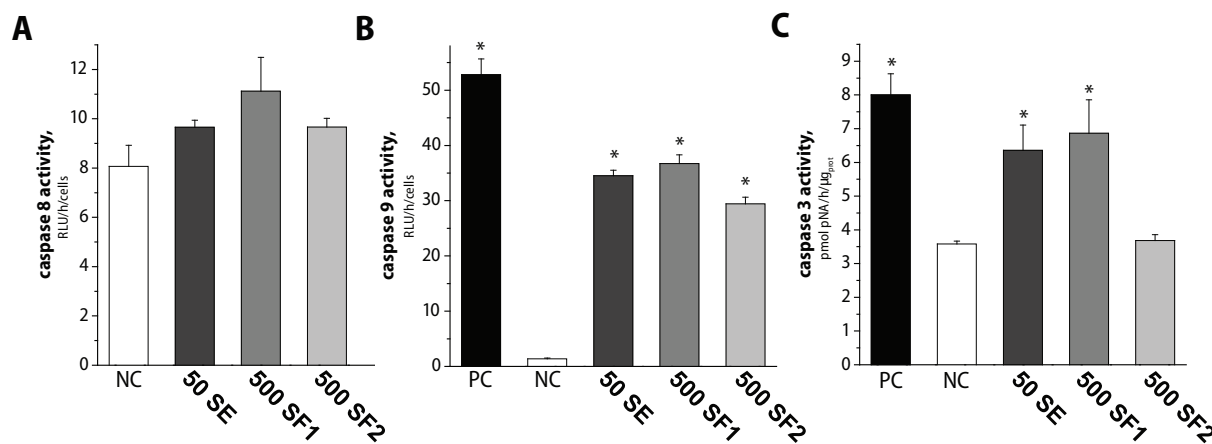 A
caspase 8 activity,
RLU/h/cells
12
10
8
6
4
2
0
NC
50 SE
500 SF1
500 SF2
B
caspase 9 activity,
RLU/h/cells
50
40
30
20
10
0
*
*
*
*
PC
NC
50 SE
500 SF1
500 SF2
C
caspase 3 activity,
pmol pNA/h/µgprot
9
8
7
6
5
4
3
2
1
0
*
*
*
PC
NC
50 SE
500 SF1
500 SF2